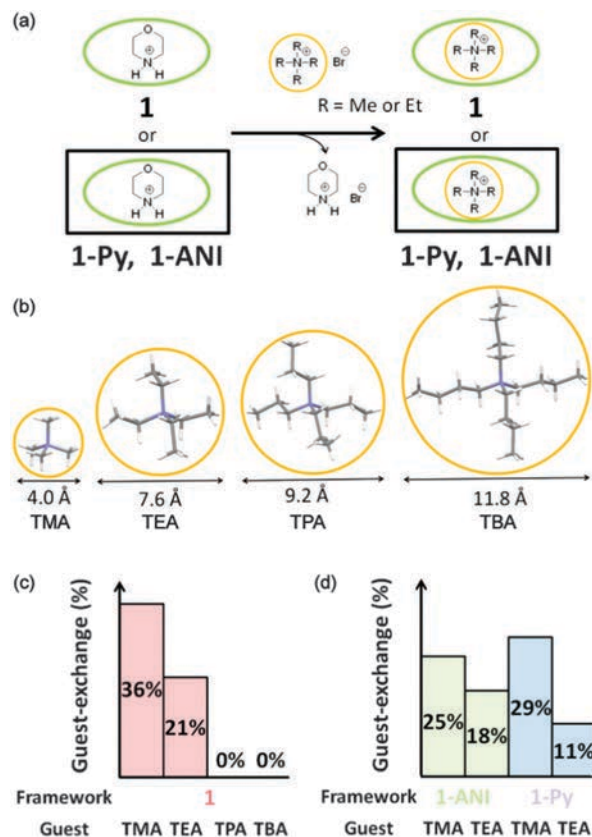 (a)
O
⊕
N
H H
1
or
O
⊕
N
H H
1-Py, 1-ANI
R
R-N-R
R
⊕
Br⊖
R = Me or Et
O
⊕
N Br⊖
H H
R
R-N-R
R
⊕
1
or
R
R-N-R
R
⊕
1-Py, 1-ANI
(b)
4.0 Å
TMA
7.6 Å
TEA
9.2 Å
TPA
11.8 Å
TBA
(c)
Guest-exchange (%)
36%
21%
0% 0%
Framework 1
Guest TMA TEA TPA TBA
(d)
Guest-exchange (%)
25%
18%
29%
11%
Framework 1-ANI 1-Py
Guest TMA TEA TMA TEA